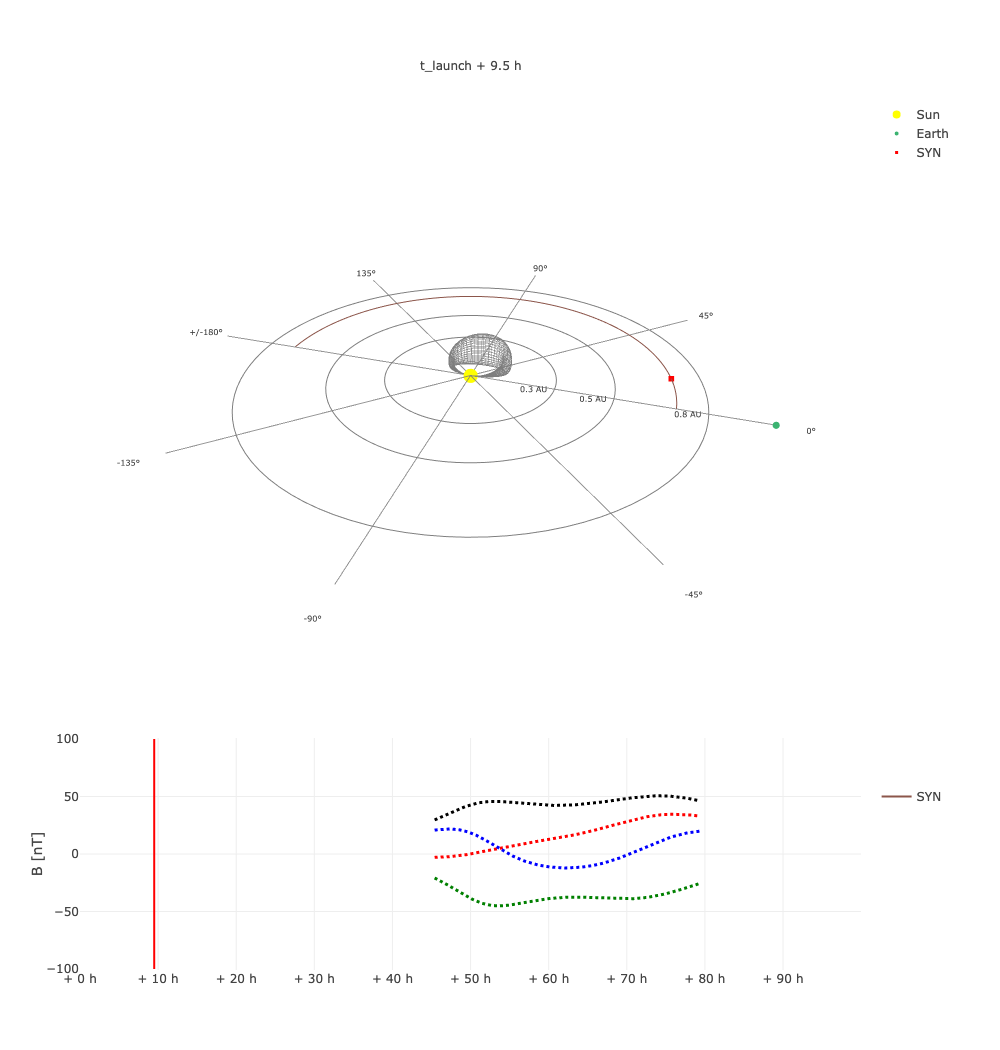 t_launch + 9.5 h
Sun
Earth
SYN
135°
90°
45°
+/-180°
0.3 AU
0.5 AU
0.8 AU
0°
-135°
-45°
-90°
100
50
0
−50
−100
B [nT]
SYN
+ 0 h
+ 10 h
+ 20 h
+ 30 h
+ 40 h
+ 50 h
+ 60 h
+ 70 h
+ 80 h
+ 90 h